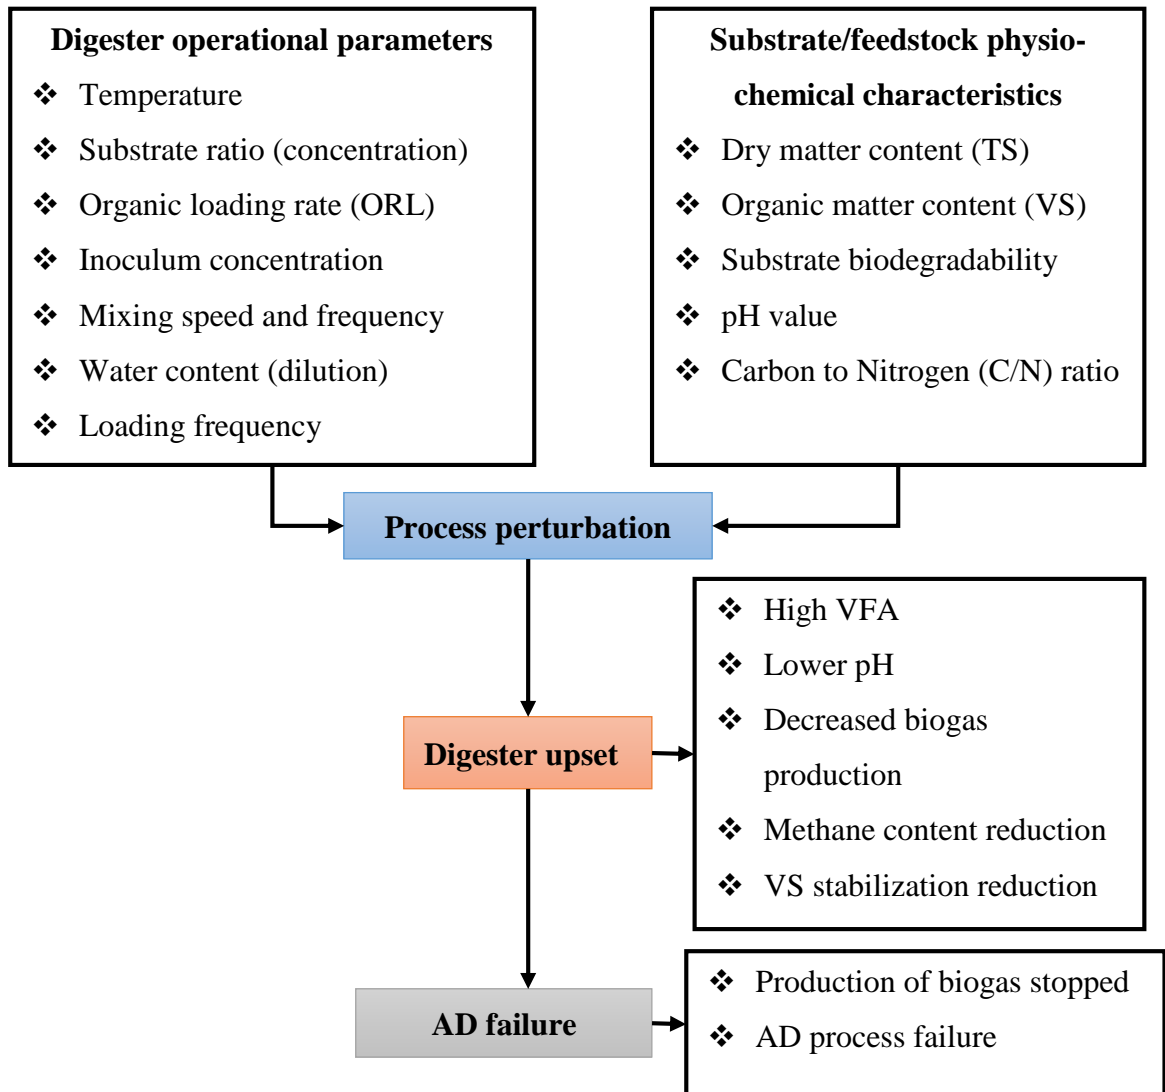 Digester operational parameters
❖ Temperature
❖ Substrate ratio (concentration)
❖ Organic loading rate (ORL)
❖ Inoculum concentration
❖ Mixing speed and frequency
❖ Water content (dilution)
❖ Loading frequency
Substrate/feedstock physio-
chemical characteristics
❖ Dry matter content (TS)
❖ Organic matter content (VS)
❖ Substrate biodegradability
❖ pH value
❖ Carbon to Nitrogen (C/N) ratio
Process perturbation
❖ High VFA
❖ Lower pH
❖ Decreased biogas
production
❖ Methane content reduction
❖ VS stabilization reduction
Digester upset
❖ Production of biogas stopped
❖ AD process failure
AD failure